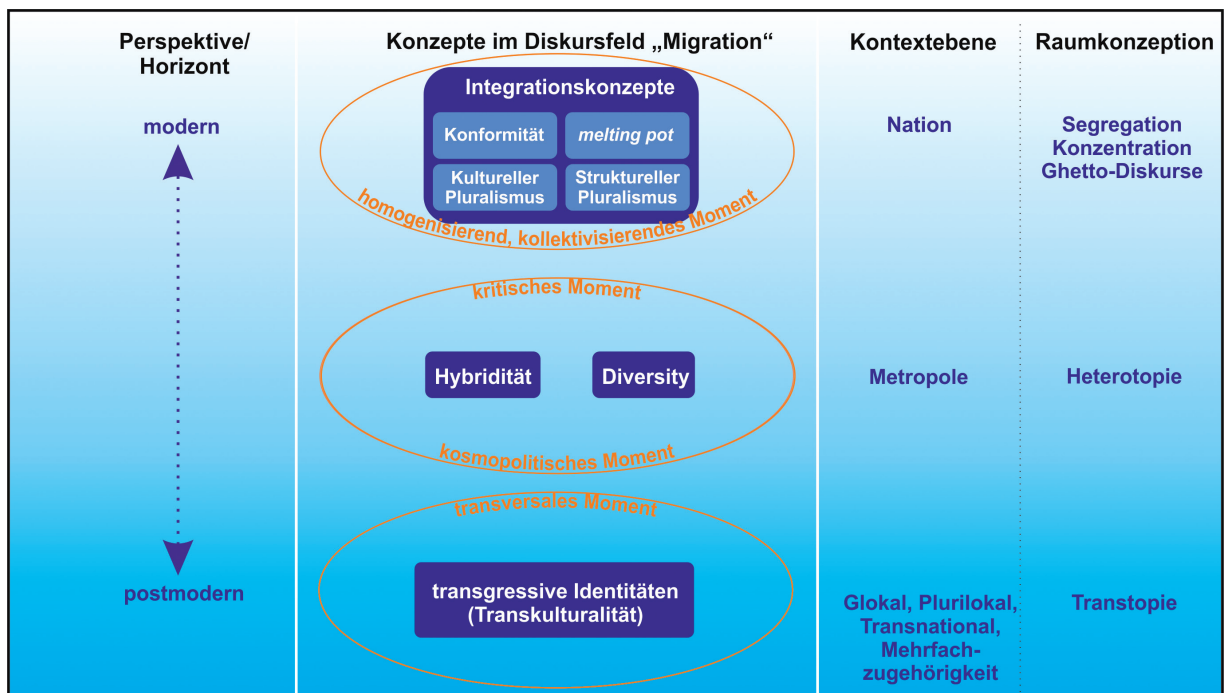 Perspektive/
Horizont
Konzepte im Diskursfeld „Migration“
Kontextebene
Raumkonzeption
modern
Integrationskonzepte
Konformität
melting pot
Kultureller
Pluralismus
Struktureller
Pluralismus
homogenisierend, kollektivisierendes Moment
Nation
Segregation
Konzentration
Ghetto-Diskurse
kritisches Moment
Hybridität
Diversity
kosmopolitisches Moment
Metropole
Heterotopie
transversales Moment
postmodern
transgressive Identitäten
(Transkulturalität)
Glokal, Plurilokal,
Transnational,
Mehrfach-
zugehörigkeit
Transtopie